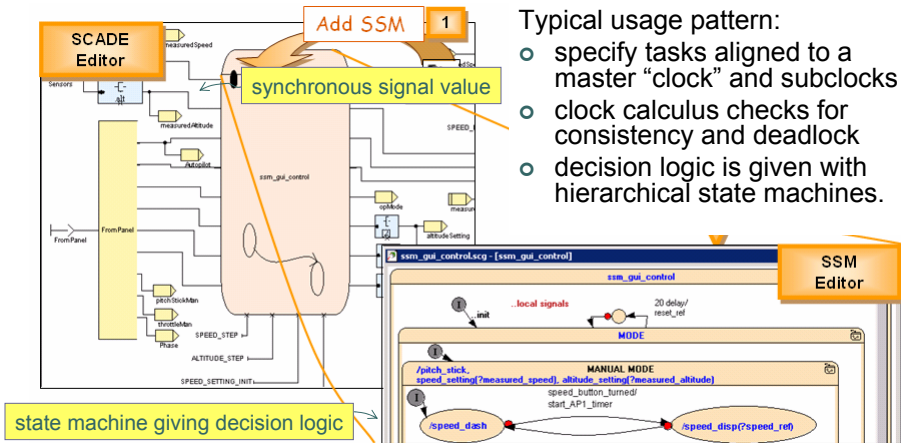 Add SSM
1
SCADE
Editor
measuredSpeed
Sensors
synchronous signal value
measuredAltitude
SPEED_
Autopilot
ssm_gui_control
opMode
measure
altitudeSetting
FromPanel
FromPanel
pitchStickMan
throttleMan
Phase
SPEED_STEP
ALTITUDE_STEP
SPEED_SETTING_INIT
state machine giving decision logic
Typical usage pattern:
specify tasks aligned to a
master “clock” and subclocks
clock calculus checks for
consistency and deadlock
decision logic is given with
hierarchical state machines.
ssm_gui_control.scg - [ssm_gui_control]
SSM
Editor
ssm_gui_control
I
..init
..local signals
20 delay/
reset_ref
MODE
I
MANUAL MODE
/pitch_stick,
speed_setting(?measured_speed), altitude_setting(?measured_altitude)
I
speed_button_turned/
start_AP1_timer
/speed_dash
/speed_disp(?speed_ref)